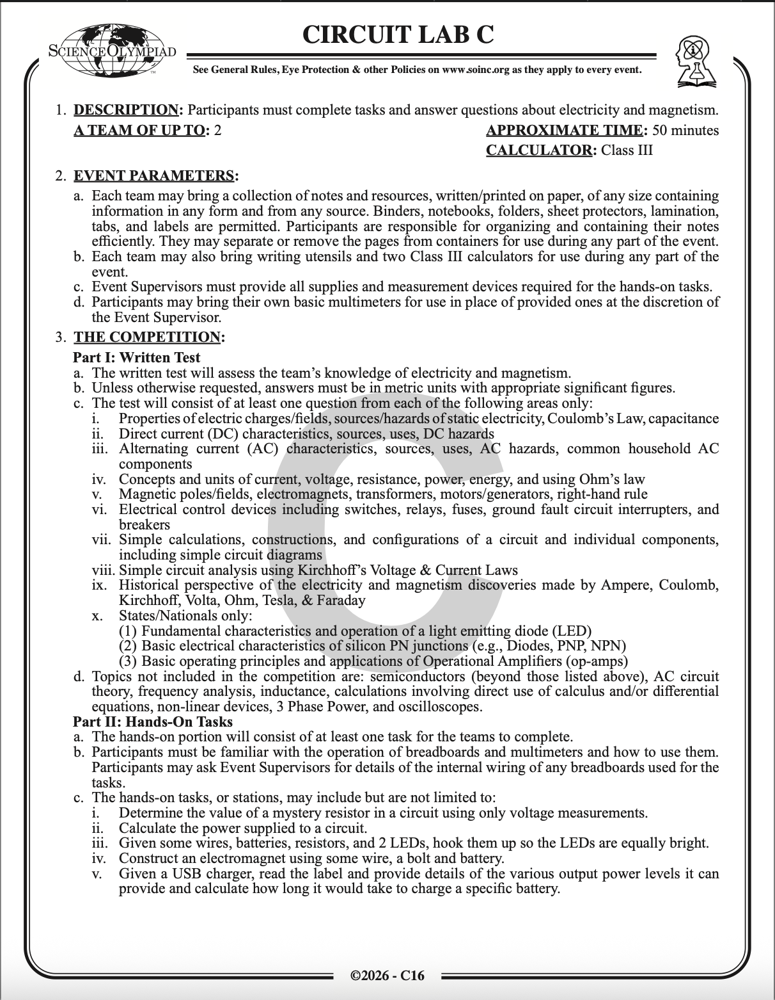 CIRCUIT LAB C
SCIENCE OLYMPIAD
TM
See General Rules, Eye Protection & other Policies on www.soinc.org as they apply to every event.
1. DESCRIPTION: Participants must complete tasks and answer questions about electricity and magnetism.
A TEAM OF UP TO: 2 APPROXIMATE TIME: 50 minutes
CALCULATOR: Class III
2. EVENT PARAMETERS:
a. Each team may bring a collection of notes and resources, written/printed on paper, of any size containing
information in any form and from any source. Binders, notebooks, folders, sheet protectors, lamination,
tabs, and labels are permitted. Participants are responsible for organizing and containing their notes
efficiently. They may separate or remove the pages from containers for use during any part of the event.
b. Each team may also bring writing utensils and two Class III calculators for use during any part of the
event.
c. Event Supervisors must provide all supplies and measurement devices required for the hands-on tasks.
d. Participants may bring their own basic multimeters for use in place of provided ones at the discretion of
the Event Supervisor.
3. THE COMPETITION:
Part I: Written Test
a. The written test will assess the team’s knowledge of electricity and magnetism.
b. Unless otherwise requested, answers must be in metric units with appropriate significant figures.
c. The test will consist of at least one question from each of the following areas only:
i. Properties of electric charges/fields, sources/hazards of static electricity, Coulomb’s Law, capacitance
ii. Direct current (DC) characteristics, sources, uses, DC hazards
iii. Alternating current (AC) characteristics, sources, uses, AC hazards, common household AC
components
iv. Concepts and units of current, voltage, resistance, power, energy, and using Ohm’s law
v. Magnetic poles/fields, electromagnets, transformers, motors/generators, right-hand rule
vi. Electrical control devices including switches, relays, fuses, ground fault circuit interrupters, and
breakers
vii. Simple calculations, constructions, and configurations of a circuit and individual components,
including simple circuit diagrams
viii. Simple circuit analysis using Kirchhoff’s Voltage & Current Laws
ix. Historical perspective of the electricity and magnetism discoveries made by Ampere, Coulomb,
Kirchhoff, Volta, Ohm, Tesla, & Faraday
x. States/Nationals only:
(1) Fundamental characteristics and operation of a light emitting diode (LED)
(2) Basic electrical characteristics of silicon PN junctions (e.g., Diodes, PNP, NPN)
(3) Basic operating principles and applications of Operational Amplifiers (op-amps)
d. Topics not included in the competition are: semiconductors (beyond those listed above), AC circuit
theory, frequency analysis, inductance, calculations involving direct use of calculus and/or differential
equations, non-linear devices, 3 Phase Power, and oscilloscopes.
Part II: Hands-On Tasks
a. The hands-on portion will consist of at least one task for the teams to complete.
b. Participants must be familiar with the operation of breadboards and multimeters and how to use them.
Participants may ask Event Supervisors for details of the internal wiring of any breadboards used for the
tasks.
c. The hands-on tasks, or stations, may include but are not limited to:
i. Determine the value of a mystery resistor in a circuit using only voltage measurements.
ii. Calculate the power supplied to a circuit.
iii. Given some wires, batteries, resistors, and 2 LEDs, hook them up so the LEDs are equally bright.
iv. Construct an electromagnet using some wire, a bolt and battery.
v. Given a USB charger, read the label and provide details of the various output power levels it can
provide and calculate how long it would take to charge a specific battery.
C
©2026 - C16